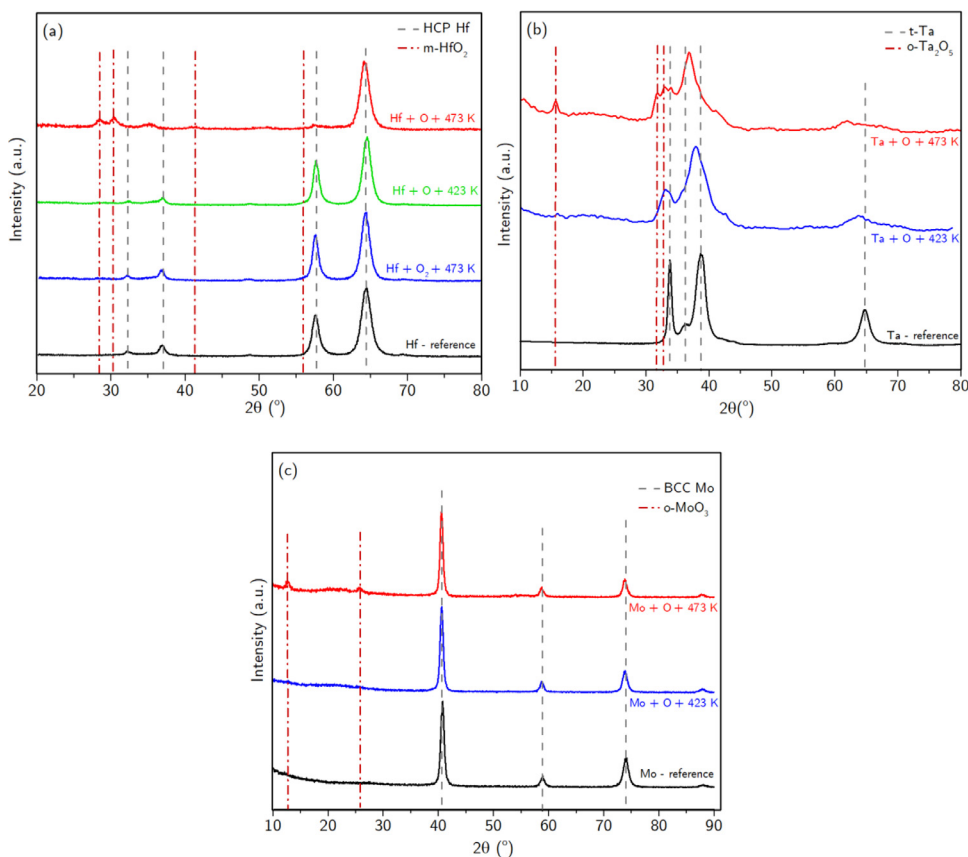 (a)
HCP Hf
m-HfO₂
Hf + O + 473 K
Hf + O + 423 K
Hf + O₂ + 473 K
Hf - reference
Intensity (a.u.)
20 30 40 50 60 70 80
2θ (°)
(b)
t-Ta
o-Ta₂O₅
Ta + O + 473 K
Ta + O + 423 K
Ta - reference
Intensity (a.u.)
10 20 30 40 50 60 70 80
2θ(°)
(c)
BCC Mo
o-MoO₃
Mo + O + 473 K
Mo + O + 423 K
Mo - reference
Intensity (a.u.)
10 20 30 40 50 60 70 80 90
2θ (°)